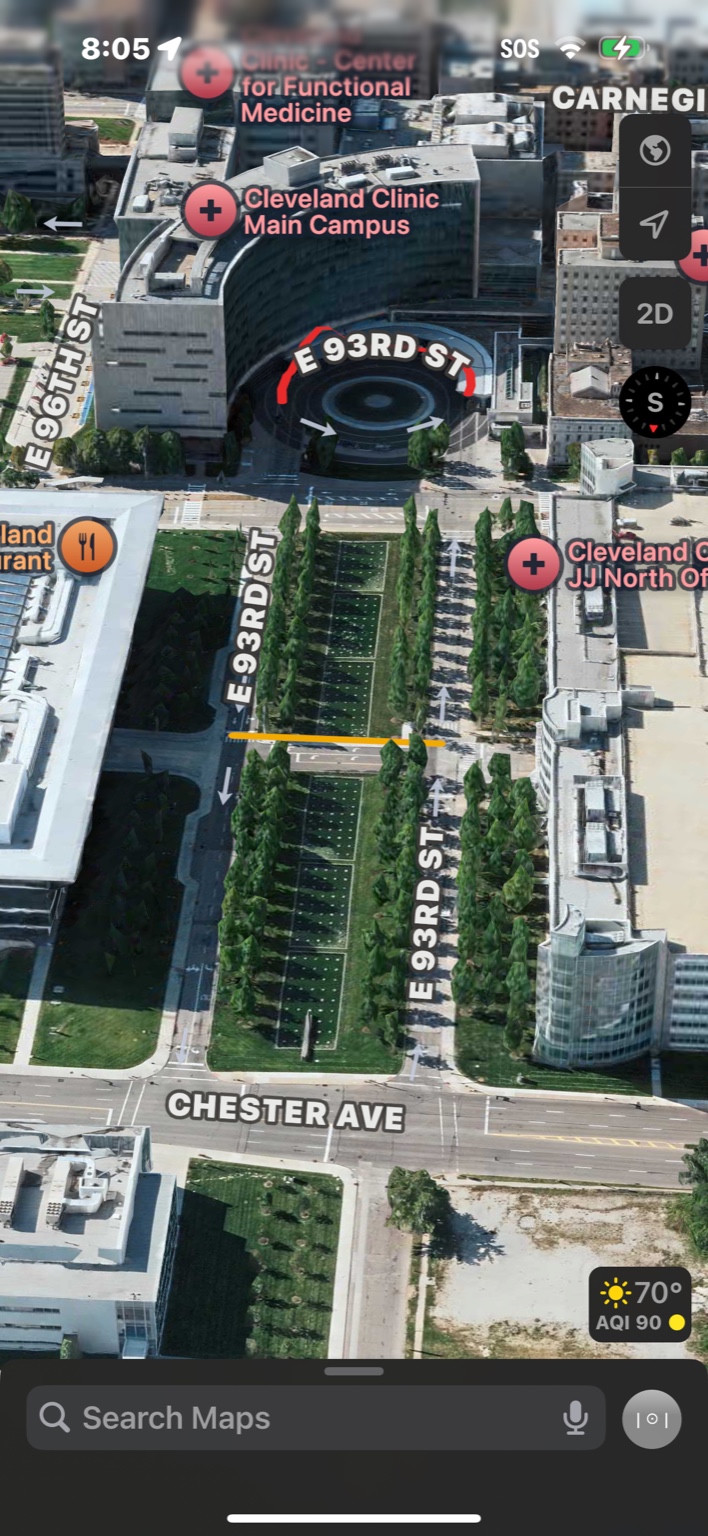 8:05
SOS
Clinic - Center
for Functional
Medicine
CARNEGI
Cleveland Clinic
Main Campus
2D
E 96TH ST
E 93RD ST
S
land
urant
E 93RD ST
Cleveland C
JJ North Of
E 93RD ST
CHESTER AVE
70°
AQI 90
Search Maps